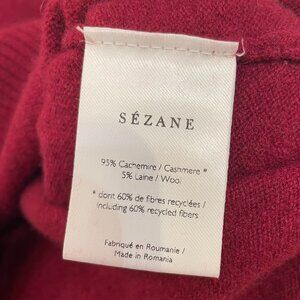 SÉZANE
95% Cachemire / Cashmere *
5% Laine / Wool
* dont 60% de fibres recyclées /
including 60% recycled fibers
Fabriqué en Roumanie /
Made in Romania